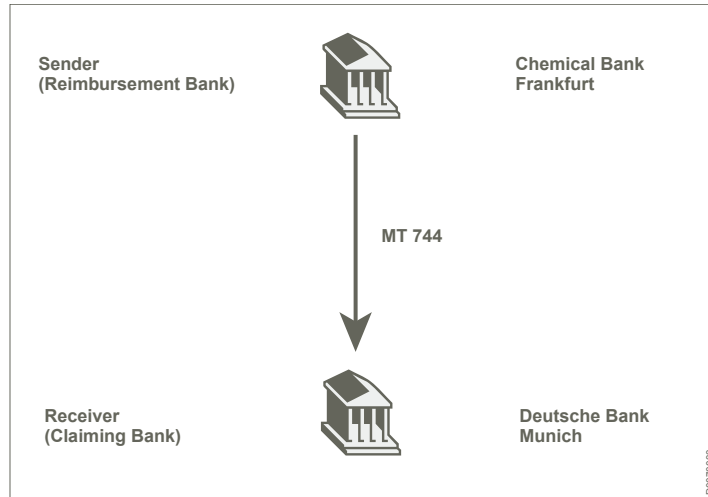 Sender
(Reimbursement Bank)
Chemical Bank
Frankfurt
MT 744
Receiver
(Claiming Bank)
Deutsche Bank
Munich